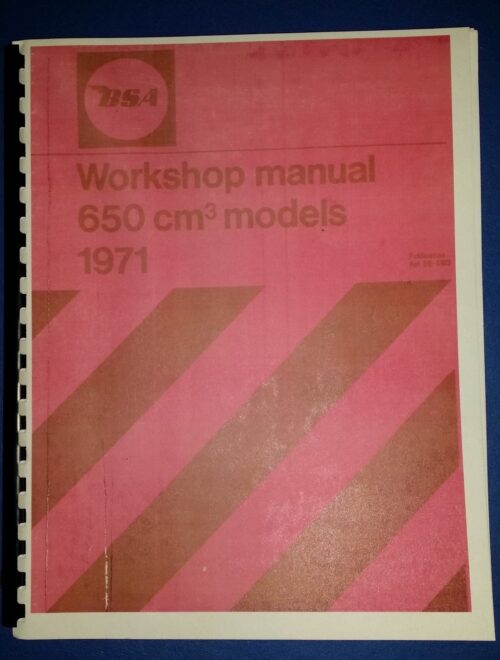 BSA
Workshop manual
650 cm³ models
1971
Publication